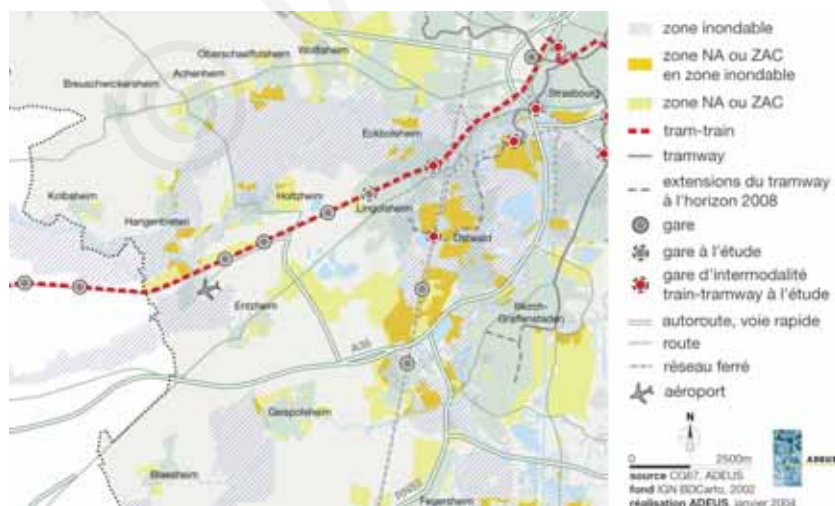 Wolfisheim
Oberschaeffolsheim
Achenheim
Breuschwickersheim
Strasbourg
Eckbolsheim
Kolbsheim
Holtzheim
Lingolsheim
Hangenbieten
Ostwald
Entzheim
Illkirch-
Graffenstaden
A35
Geispolsheim
Blaesheim
RN83
Fegersheim
zone inondable
zone NA ou ZAC
en zone inondable
zone NA ou ZAC
tram-train
tramway
extensions du tramway
à l'horizon 2008
gare
gare à l'étude
gare d'intermodalité
train-tramway à l'étude
autoroute, voie rapide
route
réseau ferré
aéroport
N
0 2500m
source CG67, ADEUS
fond IGN BDCarto, 2002
réalisation ADEUS, janvier 2004
ADEUS